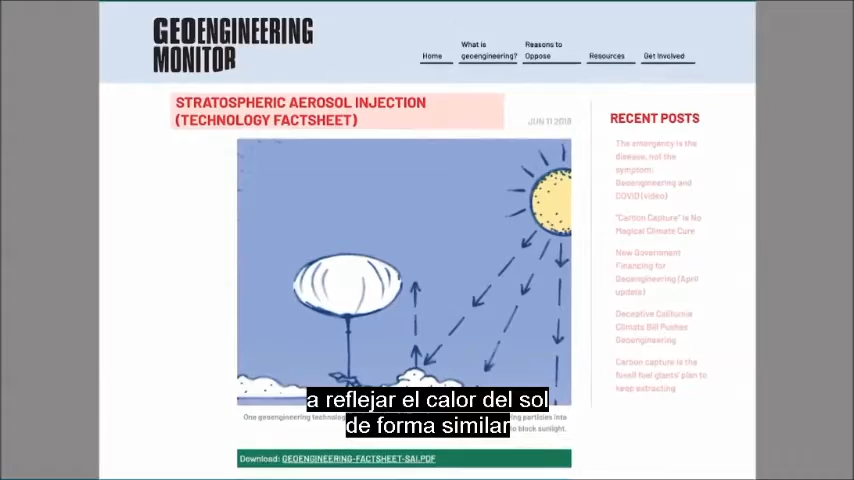 GEOENGINEERING
MONITOR
Home
What is
geoengineering?
Reasons to
Oppose
Resources
Get Involved
STRATOSPHERIC AEROSOL INJECTION
(TECHNOLOGY FACTSHEET)
JUN 11 2018
RECENT POSTS
The emergency is the
disease, not the
symptom:
Geoengineering and
COVID (video)
"Carbon Capture" Is No
Magical Climate Cure
New Government
Financing for
Geoengineering (April
update)
Deceptive California
Climate Bill Pushes
Geoengineering
Carbon capture is the
fossil fuel giants' plan to
keep extracting
a reflejar el calor del sol
de forma similar
One geoengineering
particles into
to block sunlight.
Download: GEOENGINEERING-FACTSHEET-SAI.PDF